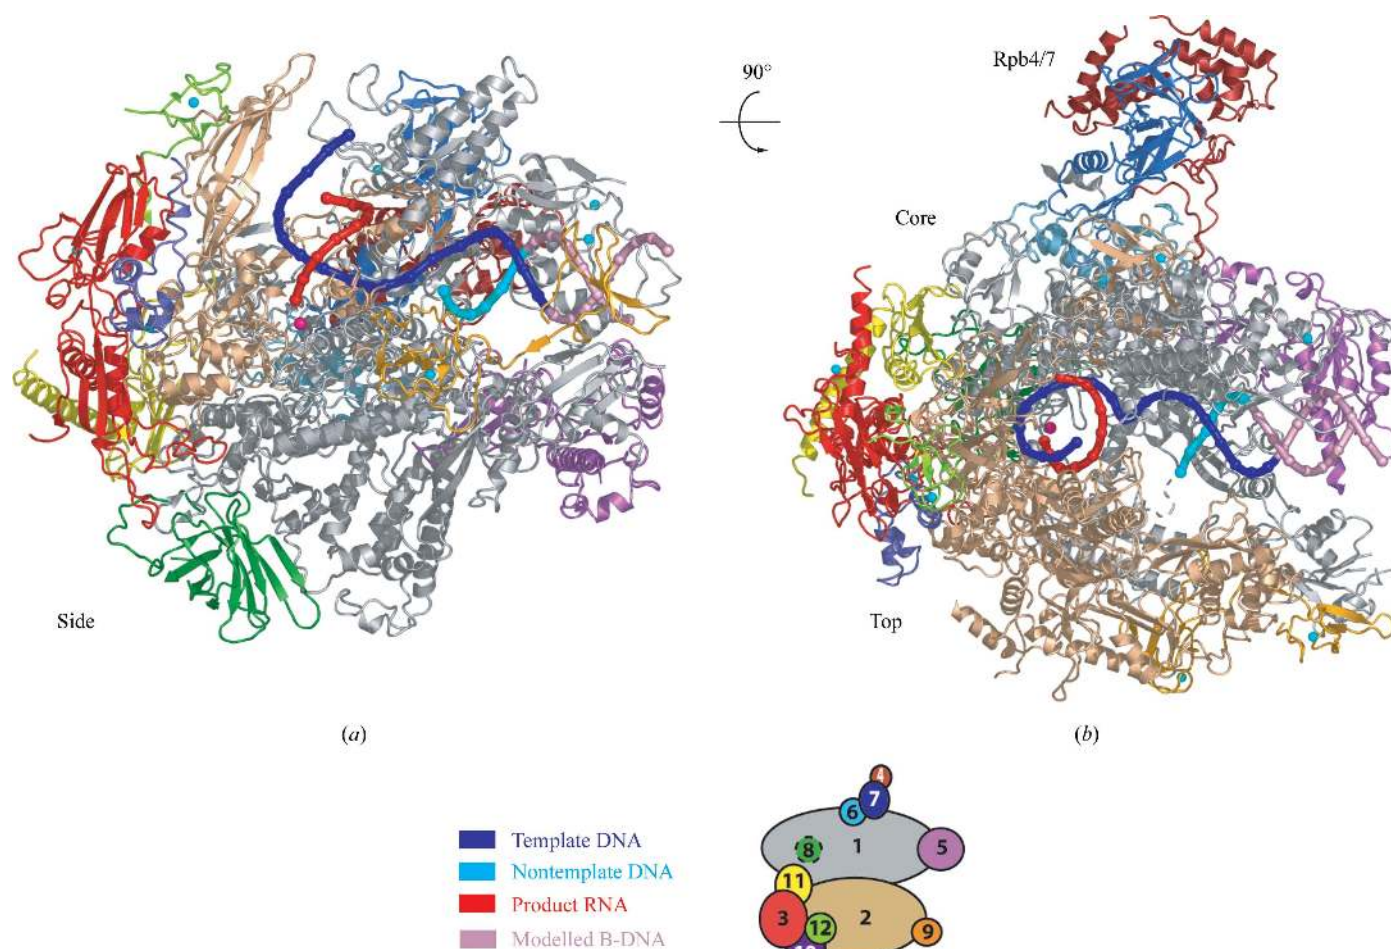 90°
Rpb4/7
Core
Side
Top
(a)
(b)
Template DNA
Nontemplate DNA
Product RNA
Modelled B-DNA
4
7
6
1
5
8
11
3
12
2
9